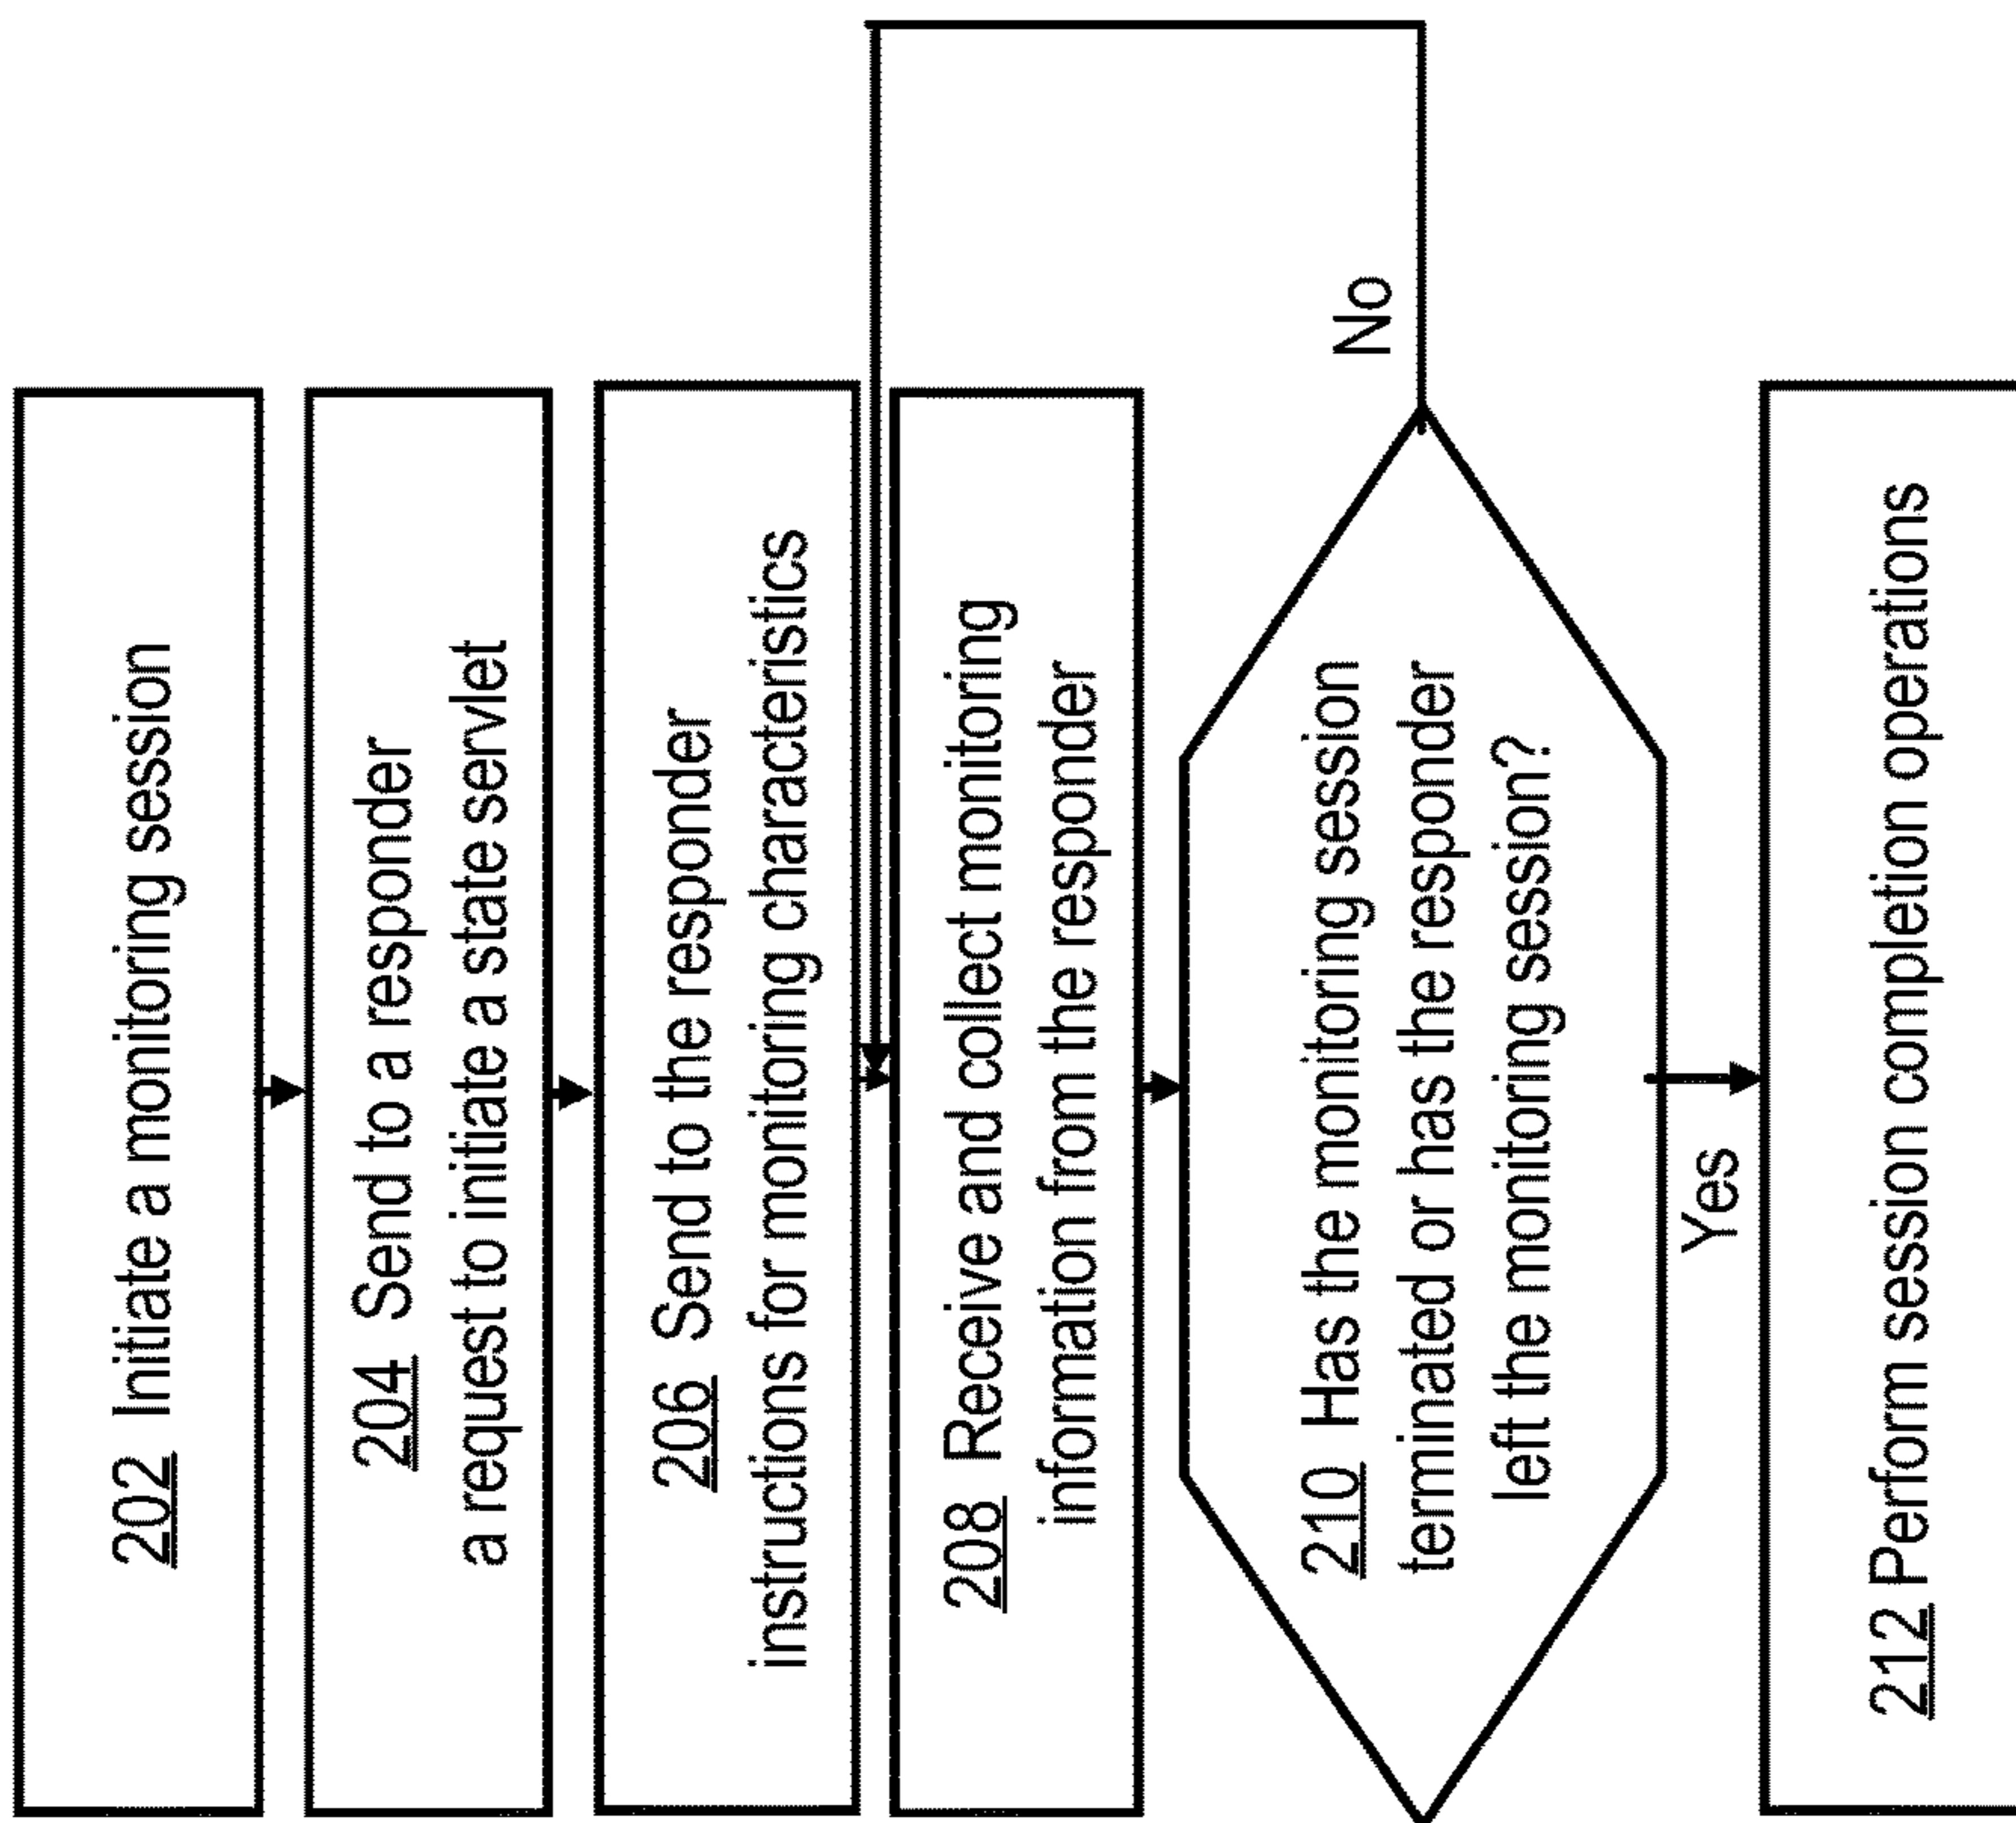 202 Initiate a monitoring session
204 Send to a responder
a request to initiate a state servlet
206 Send to the responder
instructions for monitoring characteristics
208 Receive and collect monitoring
information from the responder
210 Has the monitoring session
terminated or has the responder
left the monitoring session?
No
Yes
212 Perform session completion operations